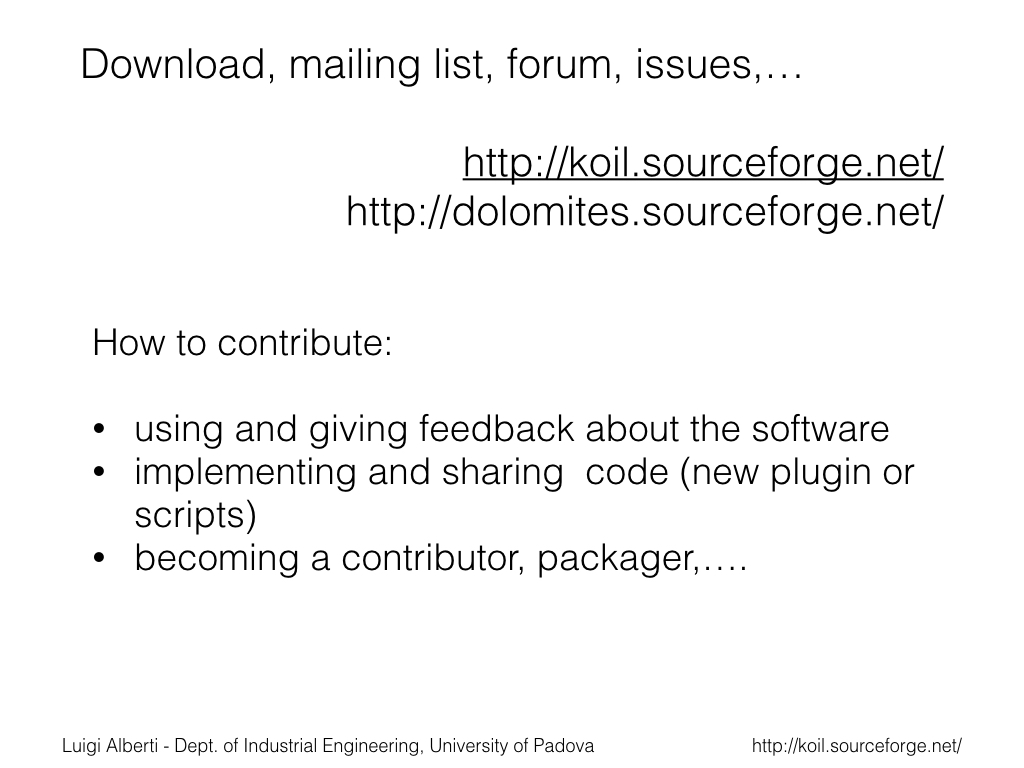 Download, mailing list, forum, issues,…
http://koil.sourceforge.net/
http://dolomites.sourceforge.net/
How to contribute:
• using and giving feedback about the software
• implementing and sharing  code (new plugin or
scripts)
• becoming a contributor, packager,….
Luigi Alberti - Dept. of Industrial Engineering, University of Padova
http://koil.sourceforge.net/